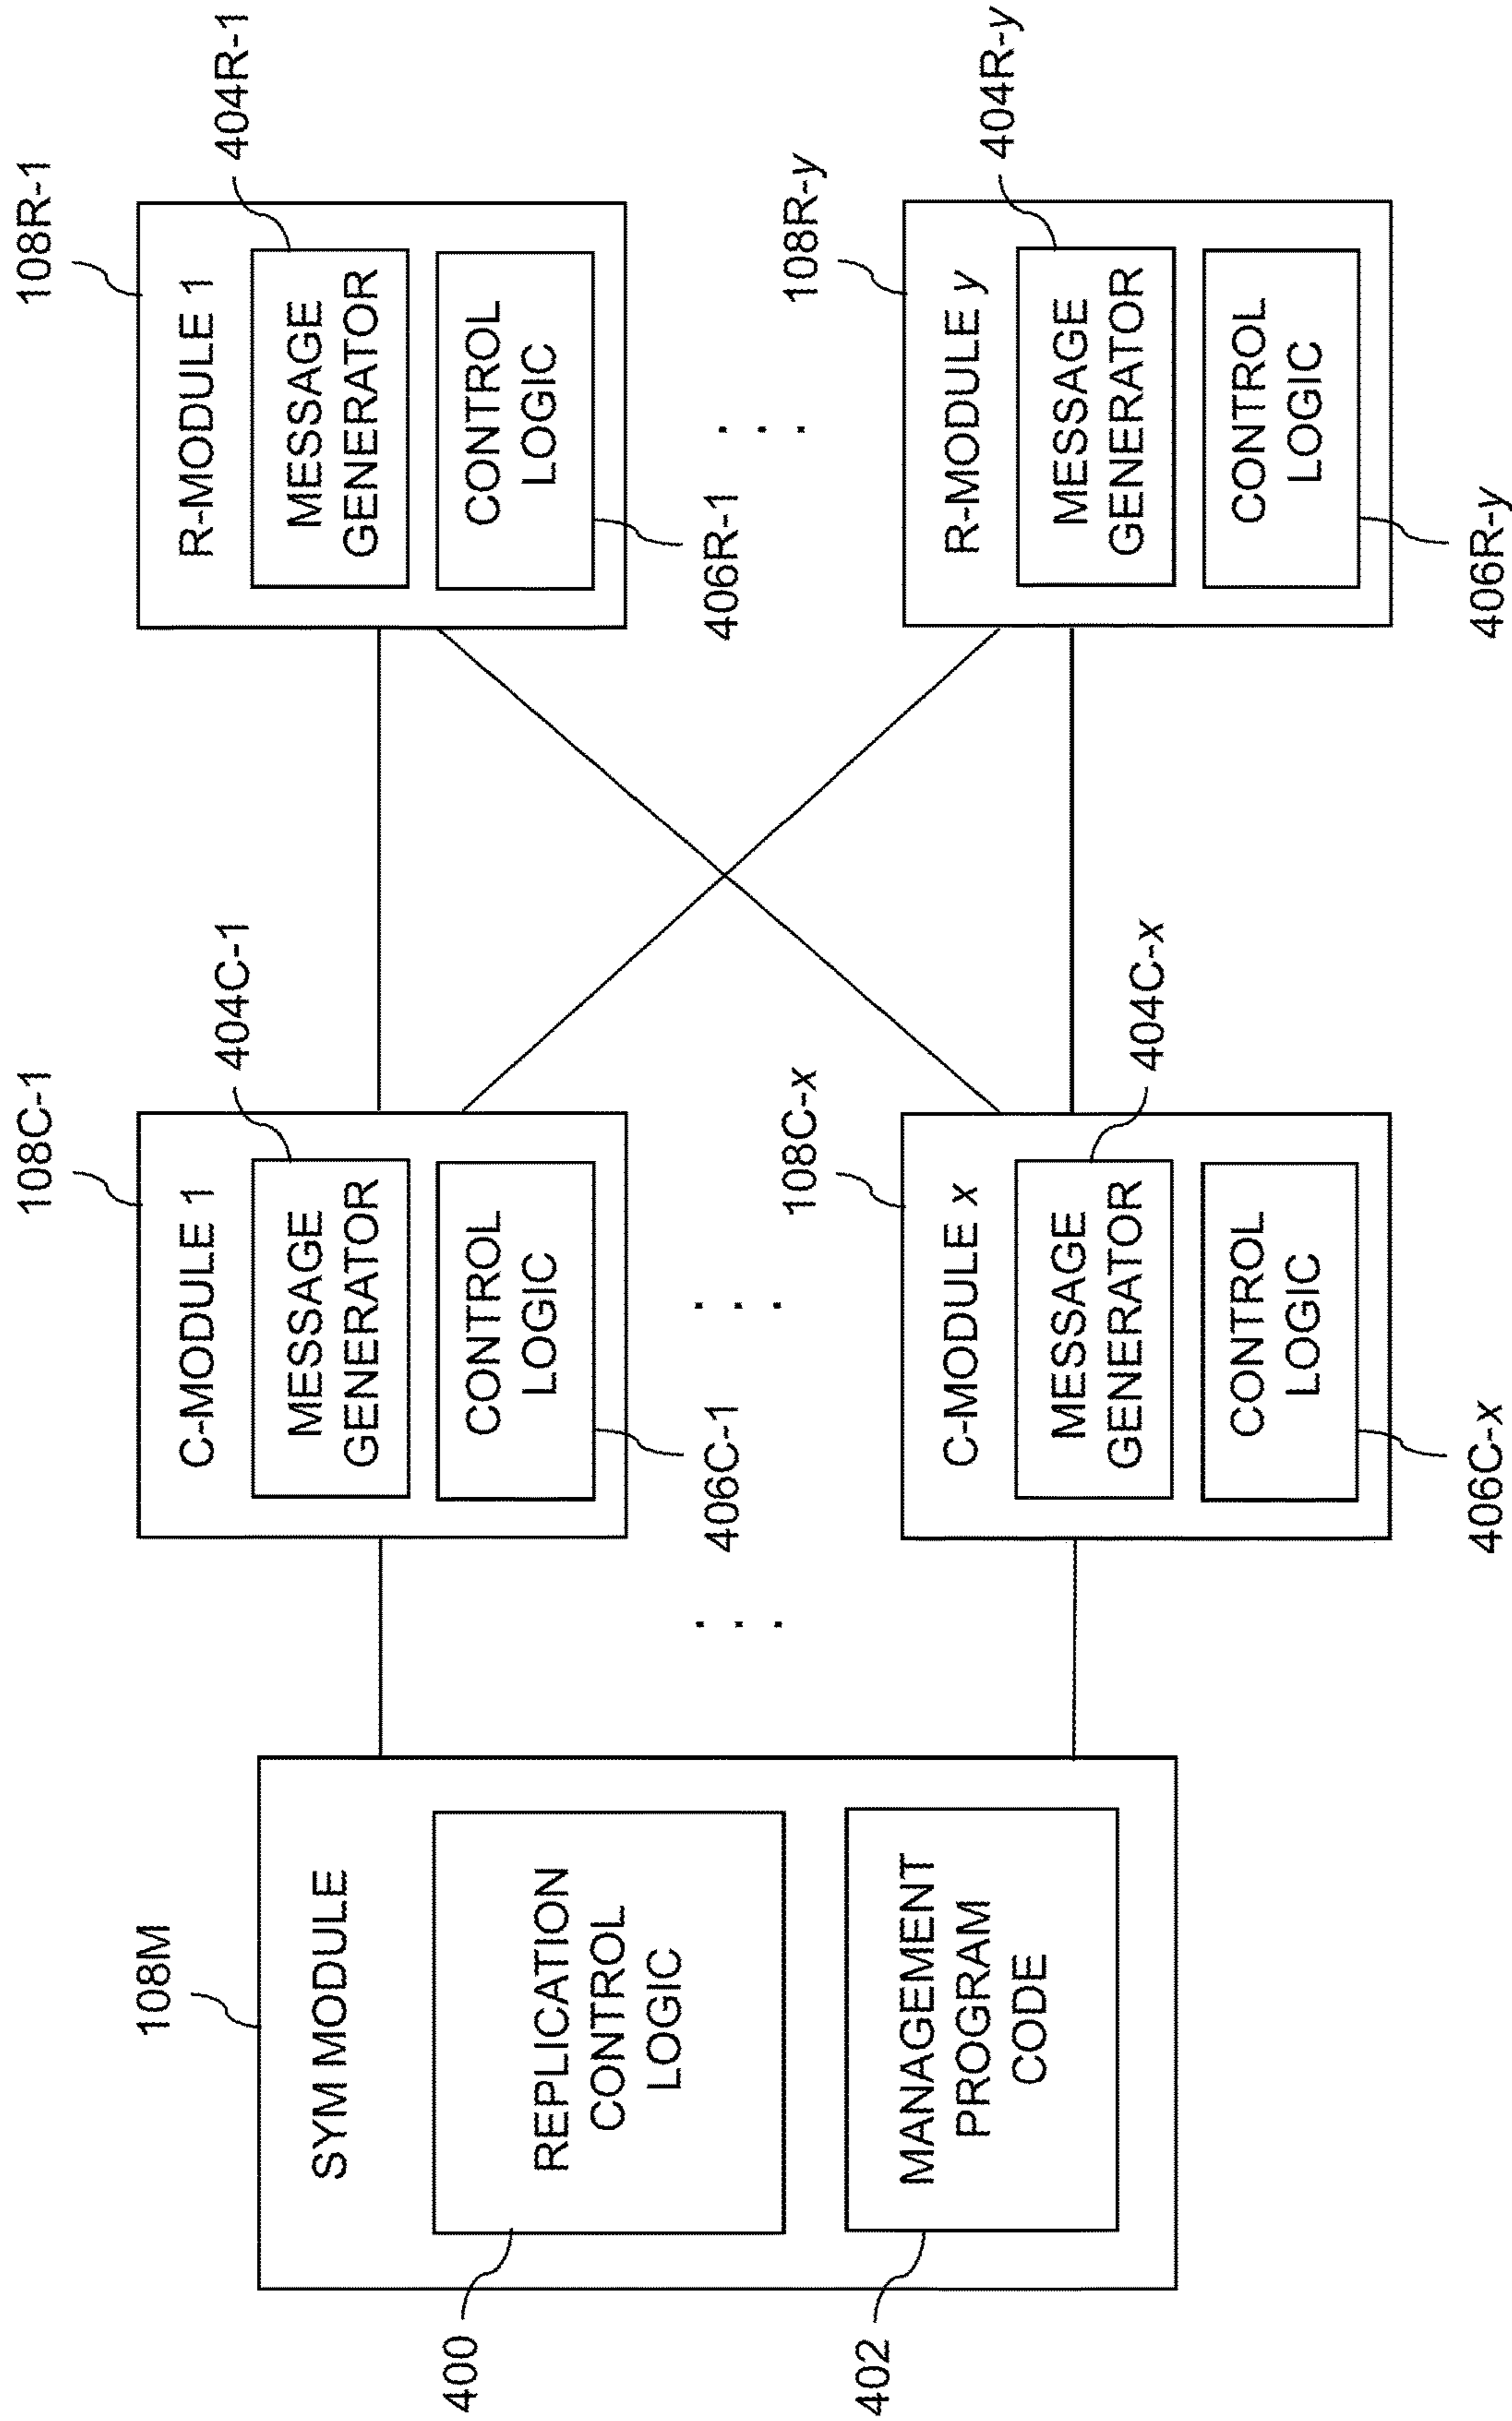 108M
SYM MODULE
REPLICATION
CONTROL
LOGIC
400
MANAGEMENT
PROGRAM
CODE
402
108C-1
C-MODULE 1
404C-1
MESSAGE
GENERATOR
CONTROL
LOGIC
406C-1
. . .
. . .
108C-x
C-MODULE x
404C-x
MESSAGE
GENERATOR
CONTROL
LOGIC
406C-x
108R-1
R-MODULE 1
404R-1
MESSAGE
GENERATOR
CONTROL
LOGIC
406R-1
. . .
108R-y
R-MODULE y
404R-y
MESSAGE
GENERATOR
CONTROL
LOGIC
406R-y